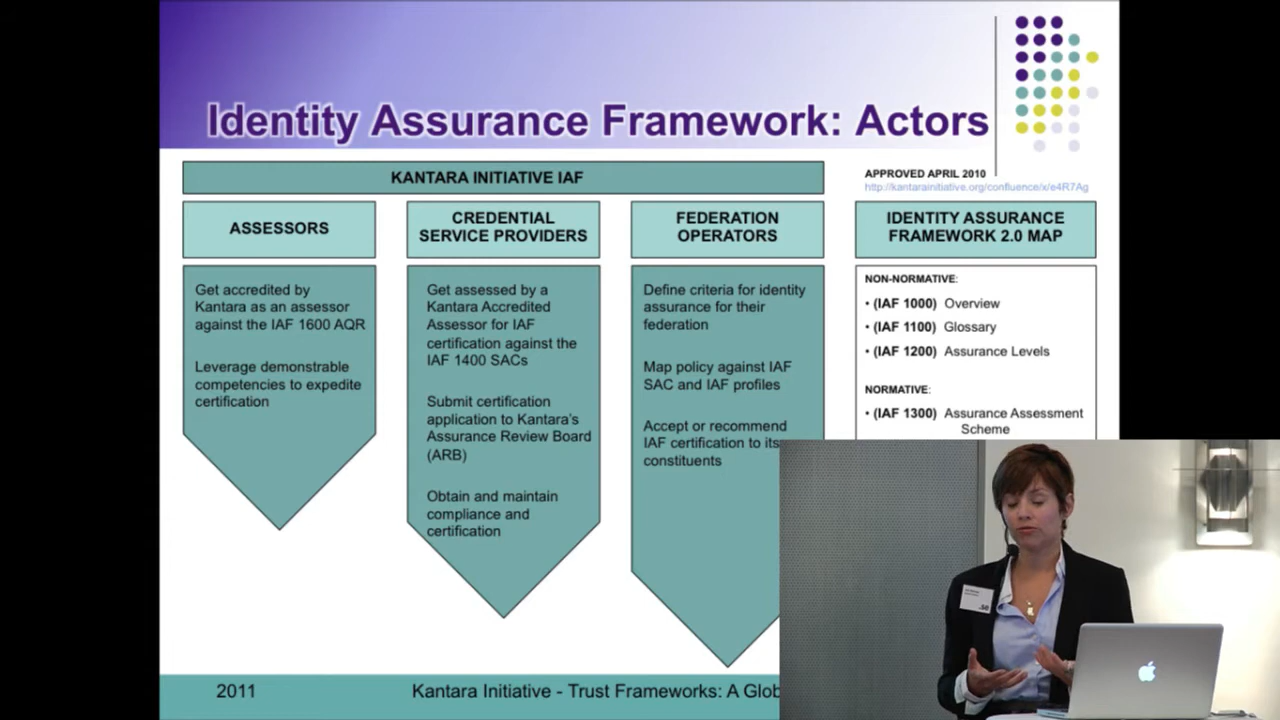 Identity Assurance Framework: Actors
KANTARA INITIATIVE IAF
APPROVED APRIL 2010
http://kantarainitiative.org/confluence/x/e4R7Ag
ASSESSORS
Get accredited by
Kantara as an assessor
against the IAF 1600 AQR
Leverage demonstrable
competencies to expedite
certification
CREDENTIAL
SERVICE PROVIDERS
Get assessed by a
Kantara Accredited
Assessor for IAF
certification against the
IAF 1400 SACs
Submit certification
application to Kantara's
Assurance Review Board
(ARB)
Obtain and maintain
compliance and
certification
FEDERATION
OPERATORS
Define criteria for identity
assurance for their
federation
Map policy against IAF
SAC and IAF profiles
Accept or recommend
IAF certification to its
constituents
IDENTITY ASSURANCE
FRAMEWORK 2.0 MAP
NON-NORMATIVE:
• (IAF 1000) Overview
• (IAF 1100) Glossary
• (IAF 1200) Assurance Levels
NORMATIVE:
• (IAF 1300) Assurance Assessment
Scheme
2011
Kantara Initiative - Trust Frameworks: A Glob